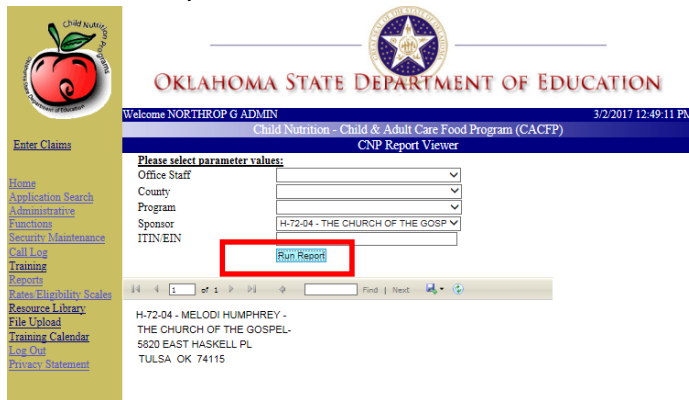 Child Nutrition Programs
OKLAHOMA STATE DEPARTMENT OF EDUCATION
Welcome NORTHROP G ADMIN 3/2/2017 12:49:11 PM
Child Nutrition - Child & Adult Care Food Program (CACFP)
CNP Report Viewer
Enter Claims
Home
Application Search
Administrative
Functions
Security Maintenance
Call Log
Training
Reports
Rates/Eligibility Scales
Resource Library
File Upload
Training Calendar
Log Out
Privacy Statement
Please select parameter values:
Office Staff
County
Program
Sponsor H-72-04 - THE CHURCH OF THE GOSP
ITIN/EIN
Run Report
1 of 1 Find | Next
H-72-04 - MELODI HUMPHREY -
THE CHURCH OF THE GOSPEL-
5820 EAST HASKELL PL
TULSA OK 74115